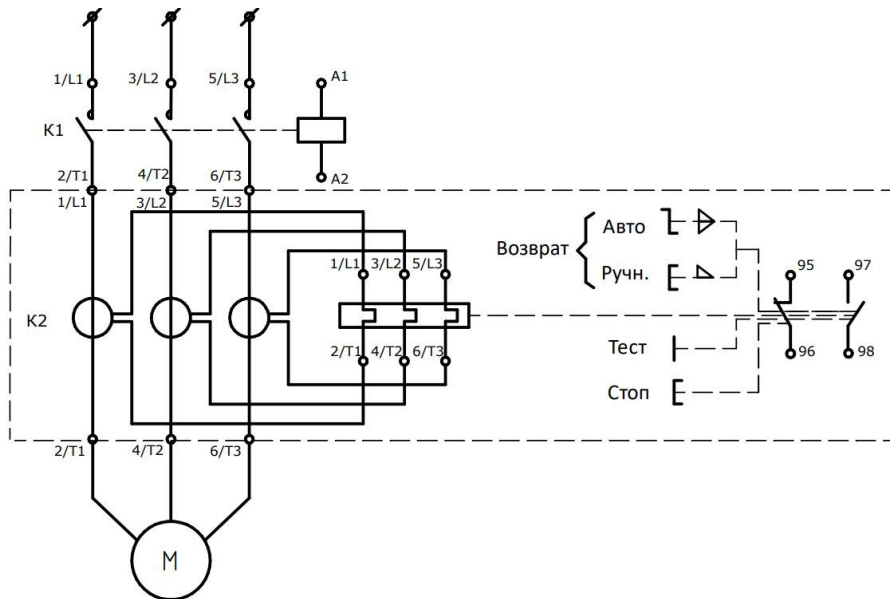 1/L1 3/L2 5/L3 A1
K1
A2
2/T1 4/T2 6/T3
1/L1 3/L2 5/L3
Возврат { Авто
Ручн.
1/L1 3/L2 5/L3
95 97
K2
2/T1 4/T2 6/T3
Тест
96 98
Стоп
2/T1 4/T2 6/T3
M